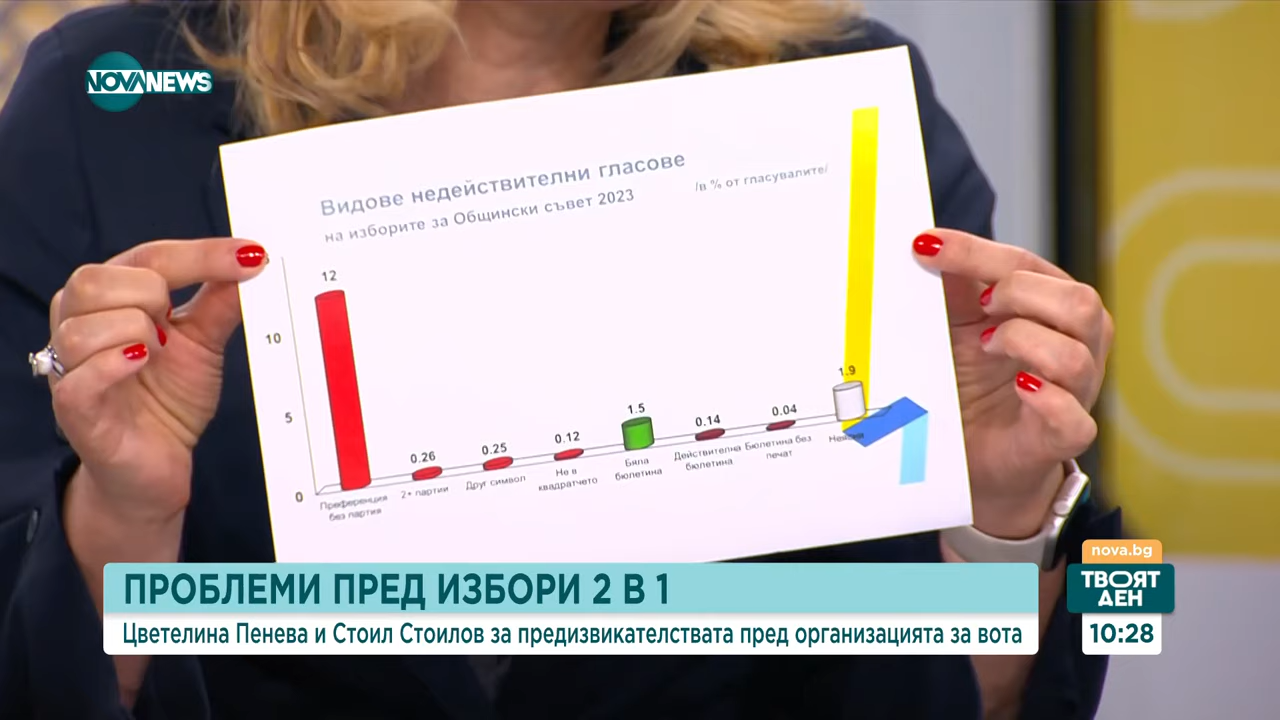 NOVA NEWS
Видове недействителни гласове
/в % от гласувалите/
на изборите за Общински съвет 2023
12
10
5
0
0.26
0.25
0.12
1.5
0.14
0.04
1.9
Преференция
без партия
2+ партии
Друг символ
Не в
квадратчето
Бяла
бюлетина
Действителна
бюлетина
Бюлетина без
печат
nova.bg
ПРОБЛЕМИ ПРЕД ИЗБОРИ 2 В 1
ТВОЯТ
ДЕН
Цветелина Пенева и Стоил Стоилов за предизвикателствата пред организацията за вота
10:28